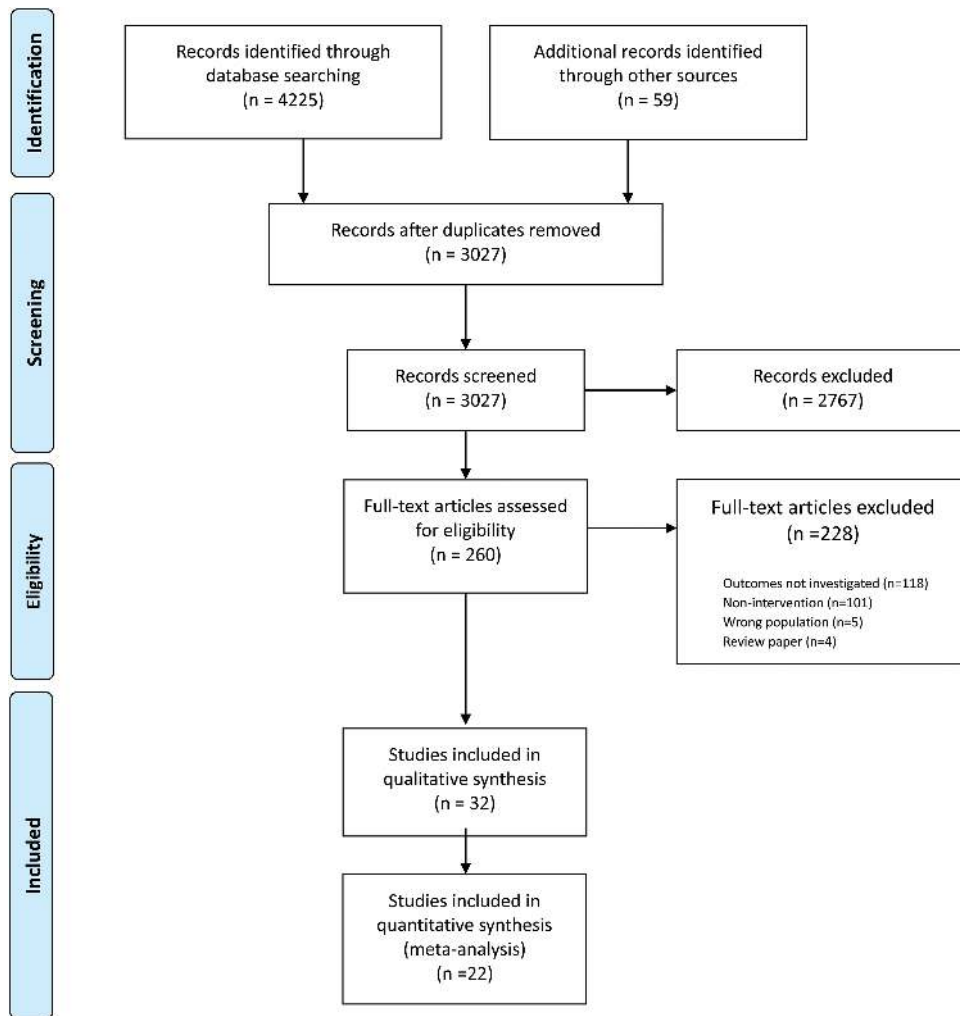 Identification
Records identified through
database searching
(n = 4225)
Additional records identified
through other sources
(n = 59)
Screening
Records after duplicates removed
(n = 3027)
Records screened
(n = 3027)
Records excluded
(n = 2767)
Eligibility
Full-text articles assessed
for eligibility
(n = 260)
Full-text articles excluded
(n =228)
Outcomes not investigated (n=118)
Non-intervention (n=101)
Wrong population (n=5)
Review paper (n=4)
Included
Studies included in
qualitative synthesis
(n = 32)
Studies included in
quantitative synthesis
(meta-analysis)
(n =22)